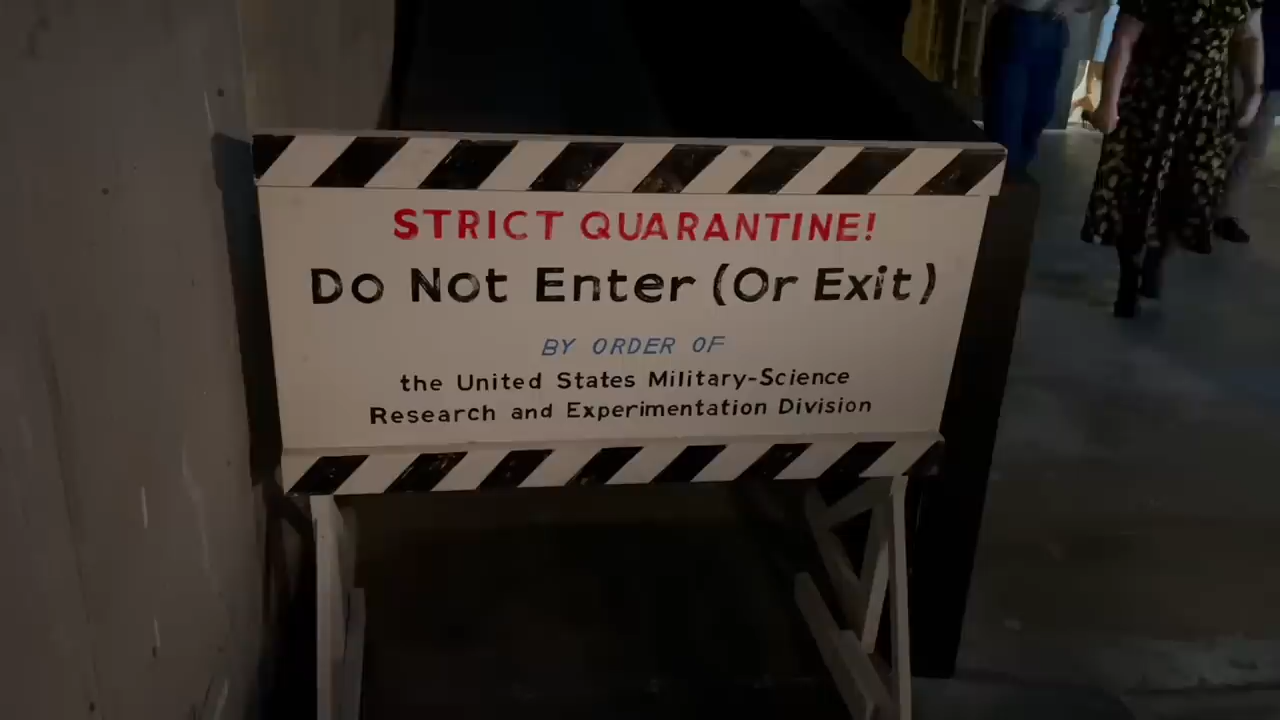 STRICT QUARANTINE!
Do Not Enter (Or Exit)
BY ORDER OF
the United States Military-Science
Research and Experimentation Division